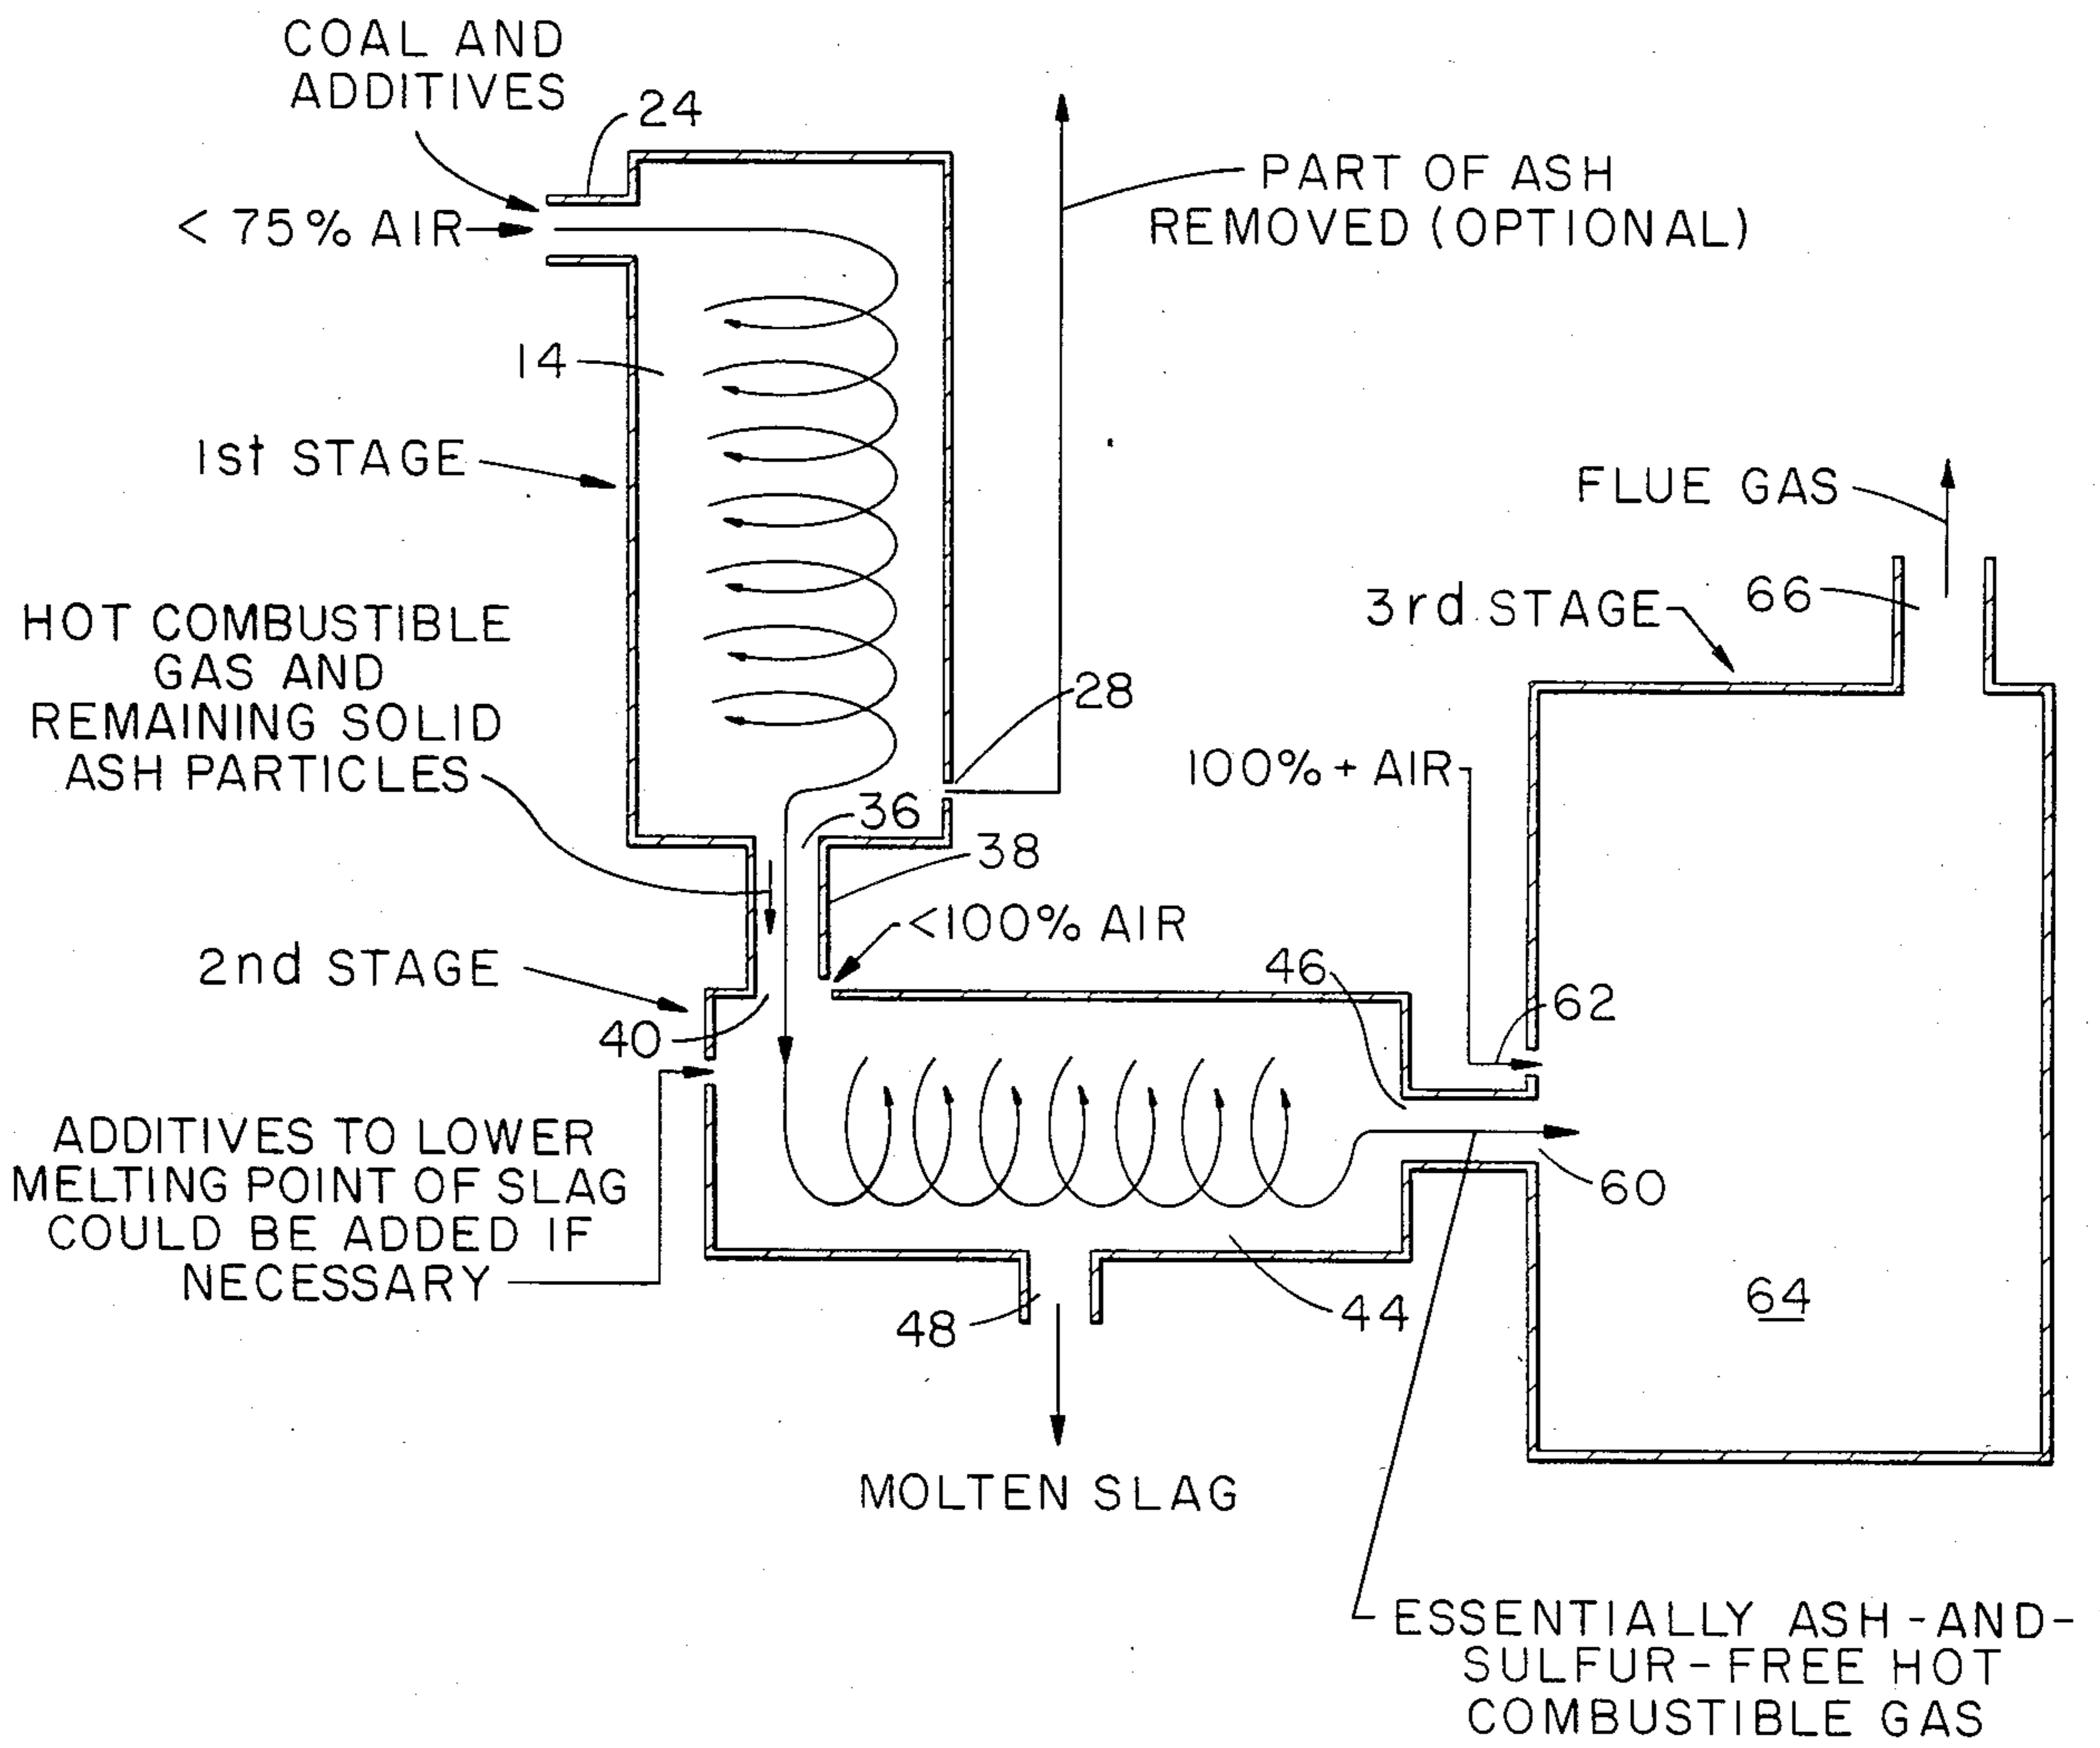 COAL AND
ADDITIVES
24
< 75% AIR
PART OF ASH
REMOVED (OPTIONAL)
14
1st STAGE
FLUE GAS
66
3rd STAGE
HOT COMBUSTIBLE
GAS AND
REMAINING SOLID
ASH PARTICLES
28
100% + AIR
36
38
<100% AIR
2nd STAGE
46
62
40
ADDITIVES TO LOWER
MELTING POINT OF SLAG
COULD BE ADDED IF
NECESSARY
60
64
48
44
MOLTEN SLAG
ESSENTIALLY ASH-AND-
SULFUR-FREE HOT
COMBUSTIBLE GAS